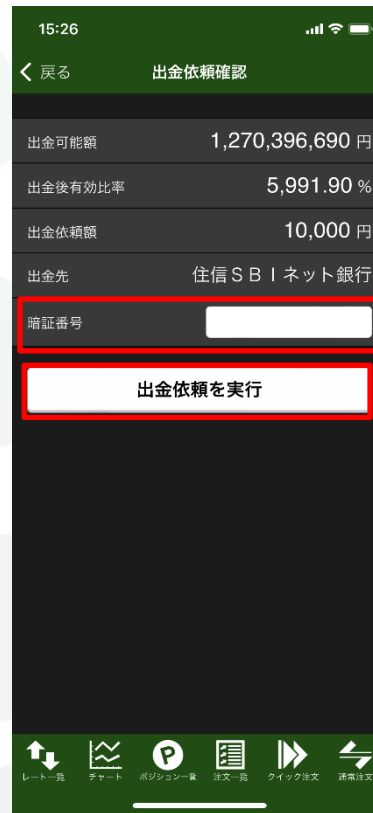 15:26
戻る 出金依頼確認
出金可能額 1,270,396,690 円
出金後有効比率 5,991.90 %
出金依頼額 10,000 円
出金先 住信ＳＢＩネット銀行
暗証番号
出金依頼を実行
レート一覧 チャート ポジション一覧 注文一覧 クイック注文 通常注文